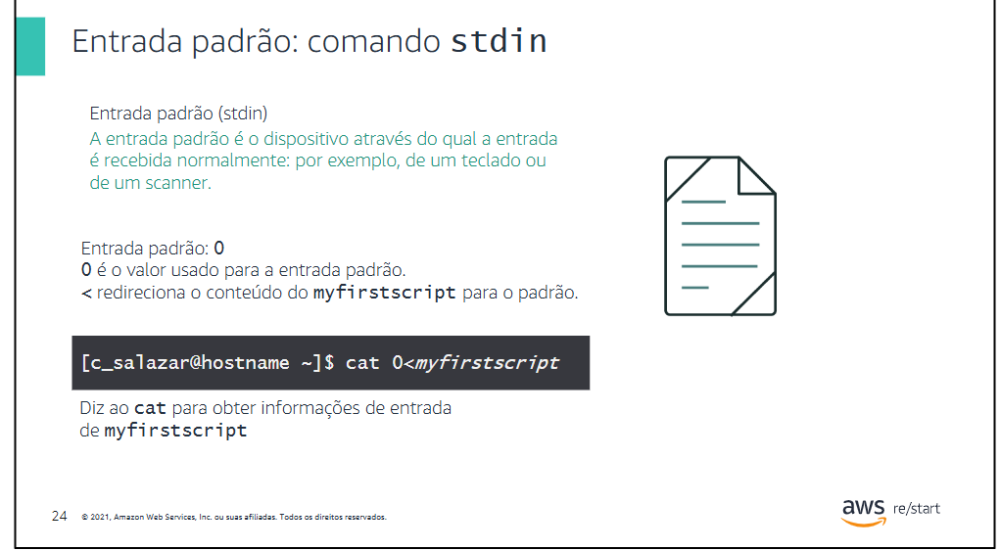 Entrada padrão: comando stdin
Entrada padrão (stdin)
A entrada padrão é o dispositivo através do qual a entrada
é recebida normalmente: por exemplo, de um teclado ou
de um scanner.
Entrada padrão: 0
0 é o valor usado para a entrada padrão.
< redireciona o conteúdo do myfirstscript para o padrão.
[c_salazar@hostname ~]$ cat 0<myfirstscript
Diz ao cat para obter informações de entrada
de myfirstscript
24 © 2021, Amazon Web Services, Inc. ou suas afiliadas. Todos os direitos reservados.
aws re/start